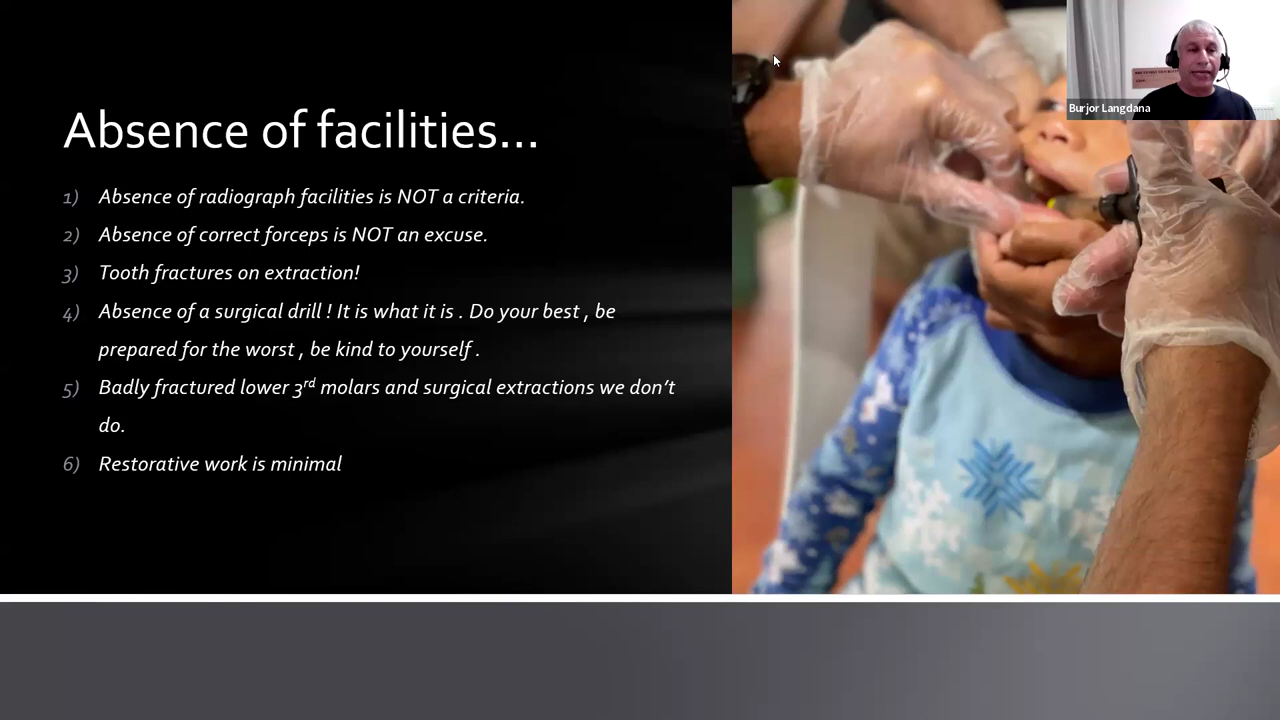 Absence of facilities...
1) Absence of radiograph facilities is NOT a criteria.
2) Absence of correct forceps is NOT an excuse.
3) Tooth fractures on extraction!
4) Absence of a surgical drill ! It is what it is . Do your best , be
prepared for the worst , be kind to yourself .
5) Badly fractured lower 3rd molars and surgical extractions we don't
do.
6) Restorative work is minimal
Burjor Langdana